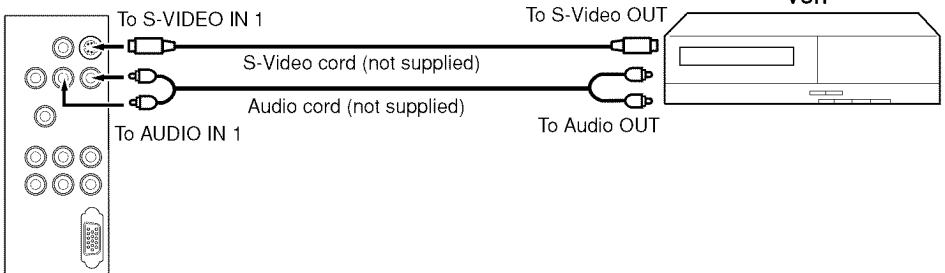 To S-VIDEO IN 1
To S-Video OUT
VCR
S-Video cord (not supplied)
Audio cord (not supplied)
To AUDIO IN 1
To Audio OUT